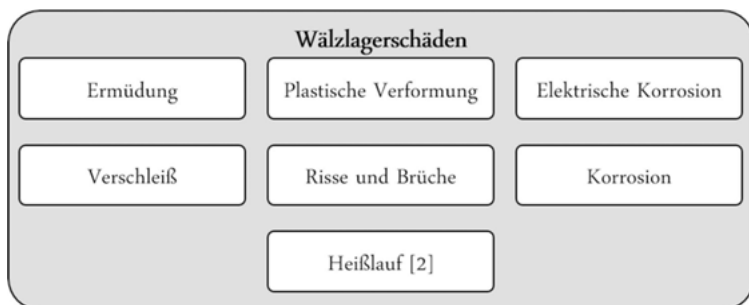 Wälzlagerschäden
Ermüdung
Plastische Verformung
Elektrische Korrosion
Verschleiß
Risse und Brüche
Korrosion
Heißlauf [2]